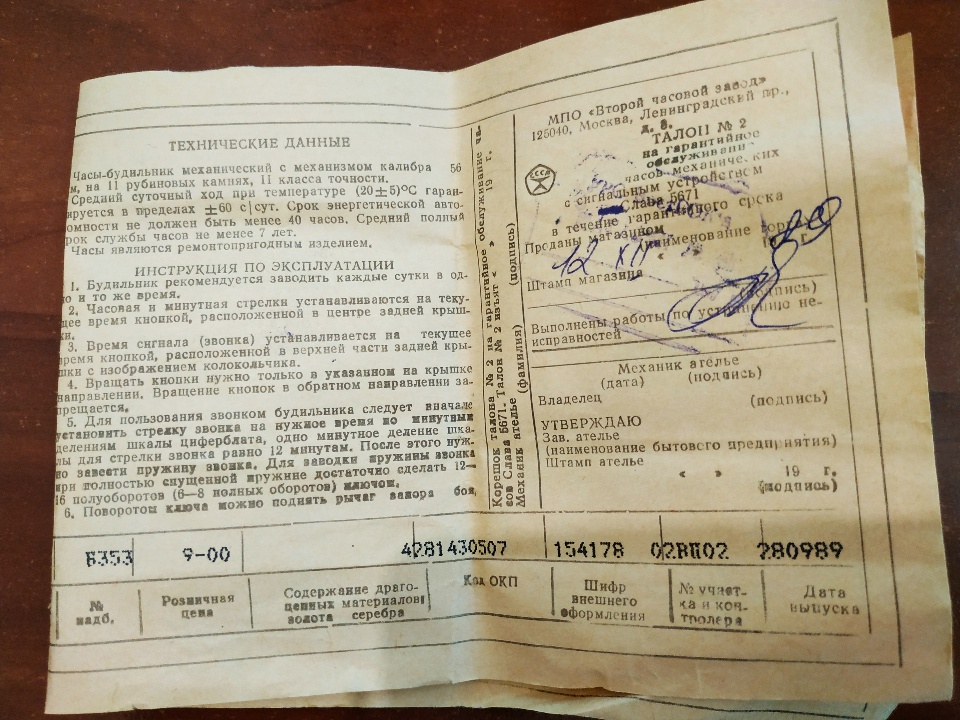 ТЕХНИЧЕСКИЕ ДАННЫЕ
Часы-будильник механический с механизмом калибра 56
м, на 11 рубиновых камнях, II класса точности.
Средний суточный ход при температуре (20±5)°С гаран-
ируется в пределах ±60 с/сут. Срок энергетической авто-
омности не должен быть менее 40 часов. Средний полный
рок службы часов не менее 7 лет.
Часы являются ремонтопригодным изделием.
ИНСТРУКЦИЯ ПО ЭКСПЛУАТАЦИИ
1. Будильник рекомендуется заводить каждые сутки в од-
но и то же время.
2. Часовая и минутная стрелки устанавливаются на теку-
щее время кнопкой, расположенной в центре задней крыш-
ки.
3. Время сигнала (звонка) устанавливается на текущее
время кнопкой, расположенной в верхней части задней кры-
шки с изображением колокольчика.
4. Вращать кнопки нужно только в указанном на крышке
направлении. Вращение кнопок в обратном направлении за-
прещается.
5. Для пользования звонком будильника следует вначале
установить стрелку звонка на нужное время по минутным
делениям шкалы циферблата, одно минутное деление шка-
лы для стрелки звонка равно 12 минутам. После этого нуж-
но завести пружину звонка. Для заводки пружины звонка
при полностью спущенной пружине достаточно сделать 12—
16 полуоборотов (6—8 полных оборотов) ключом.
6. Поворотом ключа можно поднять рычаг запора боя,
Корешок талона № 2 на гарантийное обслуживание ча-
сов Слава 5671. Талон № 2 изъят « » 19 г.
Механик ателье (фамилия) (подпись)
МПО «Второй часовой завод»
125040, Москва, Ленинградский пр.,
д. 8.
ТАЛОН № 2
на гарантийное
обслуживание
часов механических
с сигнальным устройством
Слава 5671
в течение гарантийного срока
Проданы магазином
(наименование торга)
12 XII 89
Штамп магазина
(подпись)
Выполнены работы по устранению не-
исправностей
Механик ателье
(дата) (подпись)
Владелец (подпись)
УТВЕРЖДАЮ
Зав. ателье
(наименование бытового предприятия)
Штамп ателье
« » 19 г.
(подпись)
СССР
Б353 9-00 4281430507 154178 02ВП02 280989
№ надб.
Розничная цена
Содержание драго-
ценных материалов
золота серебра
Код ОКП
Шифр
внешнего
оформления
№ участ-
ка и кон-
тролера
Дата
выпуска